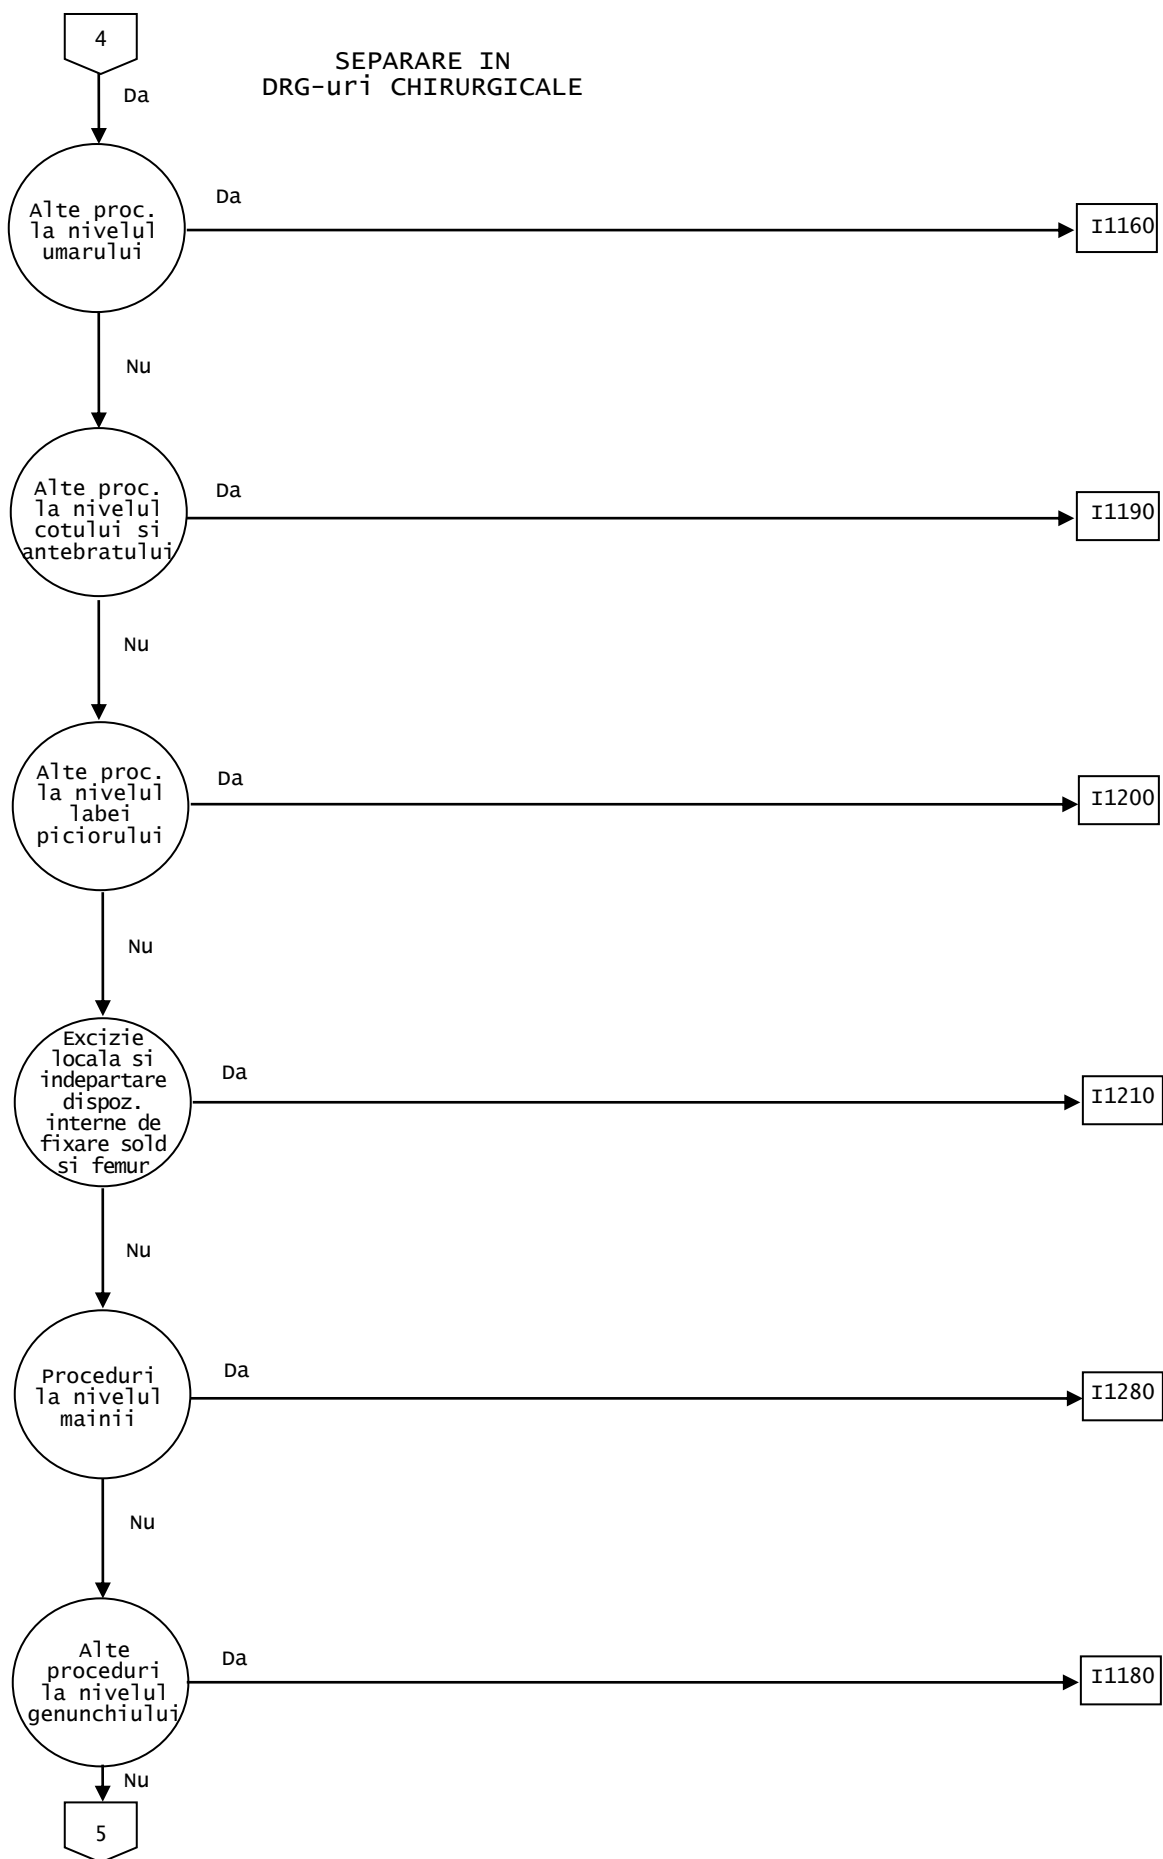 4
SEPARARE IN
DRG-uri CHIRURGICALE
Da
Alte proc.
la nivelul
umarului
Da
I1160
Nu
Alte proc.
la nivelul
cotului si
antebratului
Da
I1190
Nu
Alte proc.
la nivelul
labei
piciorului
Da
I1200
Nu
Excizie
locala si
indepartare
dispoz.
interne de
fixare sold
si femur
Da
I1210
Nu
Proceduri
la nivelul
mainii
Da
I1280
Nu
Alte
proceduri
la nivelul
genunchiului
Da
I1180
Nu
5